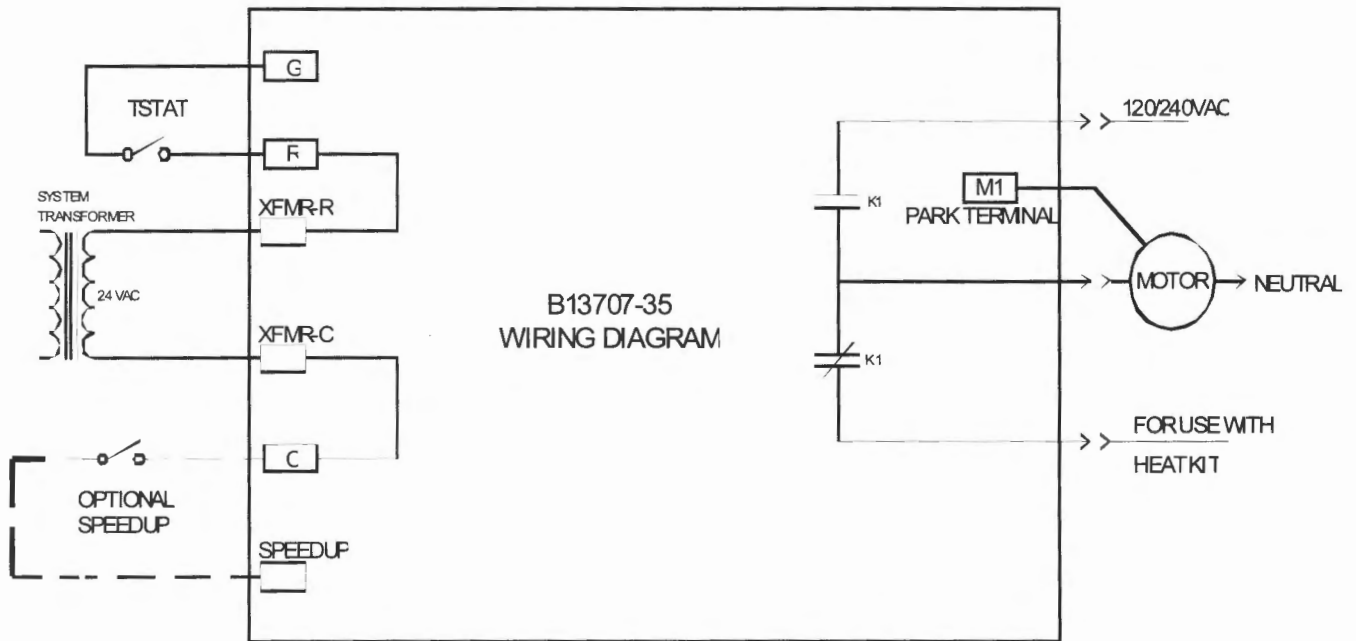 G
TSTAT
R
SYSTEM
TRANSFORMER
XFMR-R
24 VAC
XFMR-C
C
OPTIONAL
SPEEDUP
SPEEDUP
B13707-35
WIRING DIAGRAM
120/240VAC
K1
M1
PARK TERMINAL
MOTOR
NEUTRAL
K1
FOR USE WITH
HEAT KIT